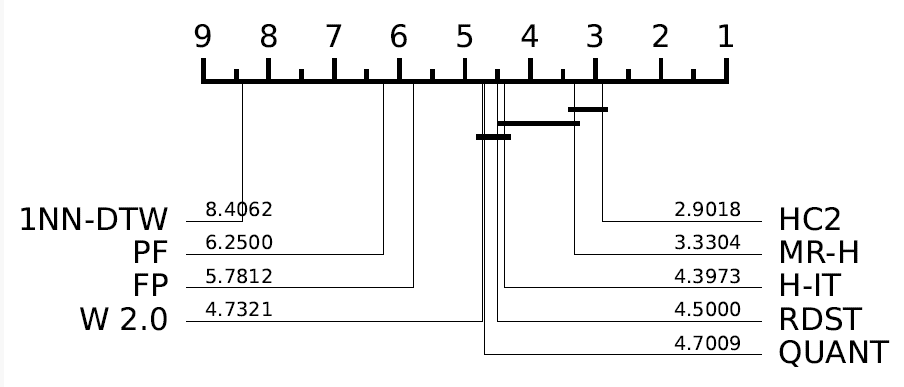 9 8 7 6 5 4 3 2 1
1NN-DTW 8.4062 2.9018 HC2
PF 6.2500 3.3304 MR-H
FP 5.7812 4.3973 H-IT
W 2.0 4.7321 4.5000 RDST
4.7009 QUANT